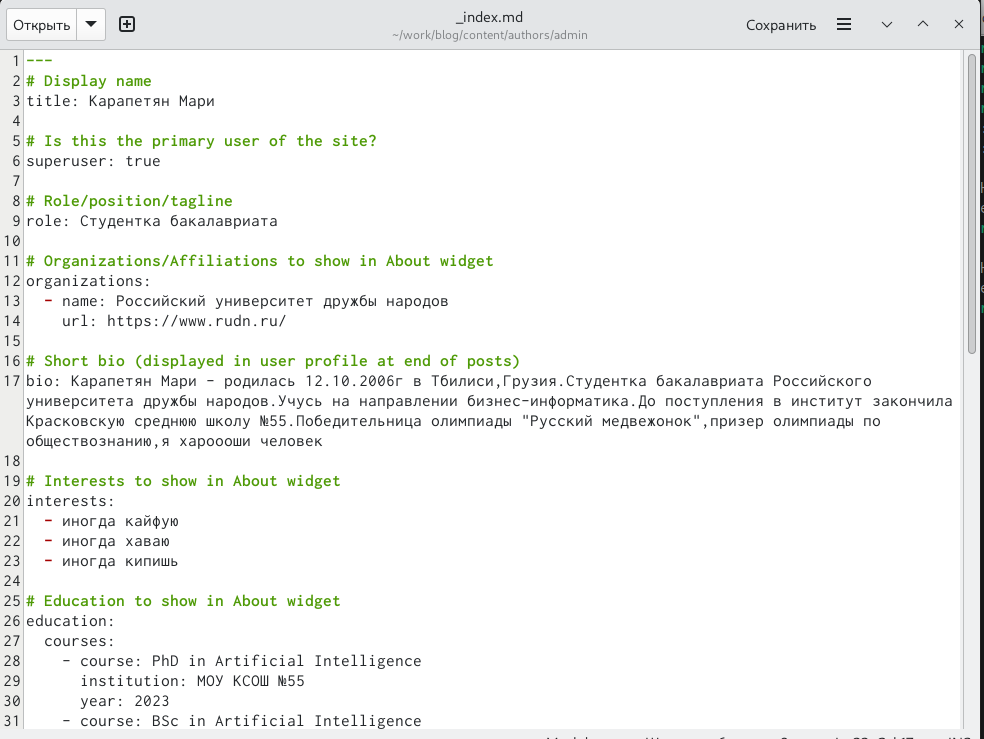 Открыть
_index.md
~/work/blog/content/authors/admin
Сохранить
1 ---
2 # Display name
3 title: Карапетян Мари
4
5 # Is this the primary user of the site?
6 superuser: true
7
8 # Role/position/tagline
9 role: Студентка бакалавриата
10
11 # Organizations/Affiliations to show in About widget
12 organizations:
13   - name: Российский университет дружбы народов
14     url: https://www.rudn.ru/
15
16 # Short bio (displayed in user profile at end of posts)
17 bio: Карапетян Мари - родилась 12.10.2006г в Тбилиси,Грузия.Студентка бакалавриата Российского
университета дружбы народов.Учусь на направлении бизнес-информатика.До поступления в институт закончила
Красковскую среднюю школу №55.Победительница олимпиады "Русский медвежонок",призер олимпиады по
обществознанию,я харооoши человек
18
19 # Interests to show in About widget
20 interests:
21   - иногда кайфую
22   - иногда хаваю
23   - иногда кипишь
24
25 # Education to show in About widget
26 education:
27   courses:
28     - course: PhD in Artificial Intelligence
29       institution: МОУ КСОШ №55
30       year: 2023
31     - course: BSc in Artificial Intelligence